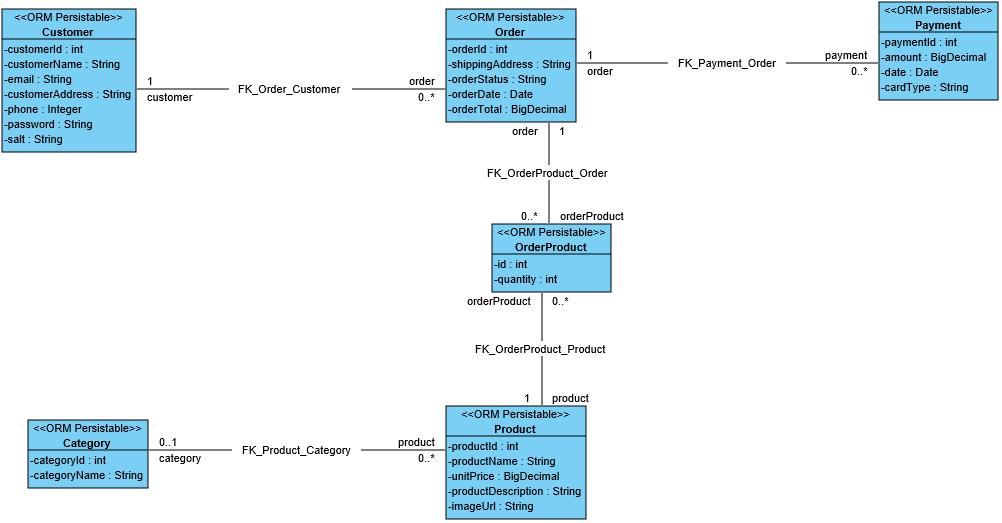 <<ORM Persistable>>
Customer
-customerId : int
-customerName : String
-email : String
-customerAddress : String
-phone : Integer
-password : String
-salt : String
1
customer
FK_Order_Customer
order
0..*
<<ORM Persistable>>
Order
-orderId : int
-shippingAddress : String
-orderStatus : String
-orderDate : Date
-orderTotal : BigDecimal
1
order
FK_Payment_Order
payment
0..*
<<ORM Persistable>>
Payment
-paymentId : int
-amount : BigDecimal
-date : Date
-cardType : String
order 1
FK_OrderProduct_Order
0..* orderProduct
<<ORM Persistable>>
OrderProduct
-id : int
-quantity : int
orderProduct 0..*
FK_OrderProduct_Product
1 product
<<ORM Persistable>>
Category
-categoryId : int
-categoryName : String
0..1
category
FK_Product_Category
product
0..*
<<ORM Persistable>>
Product
-productId : int
-productName : String
-unitPrice : BigDecimal
-productDescription : String
-imageUrl : String